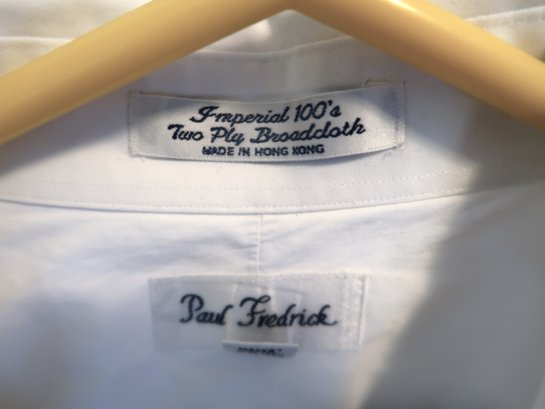 Imperial 100's
Two Ply Broadcloth
MADE IN HONG KONG
Paul Fredrick